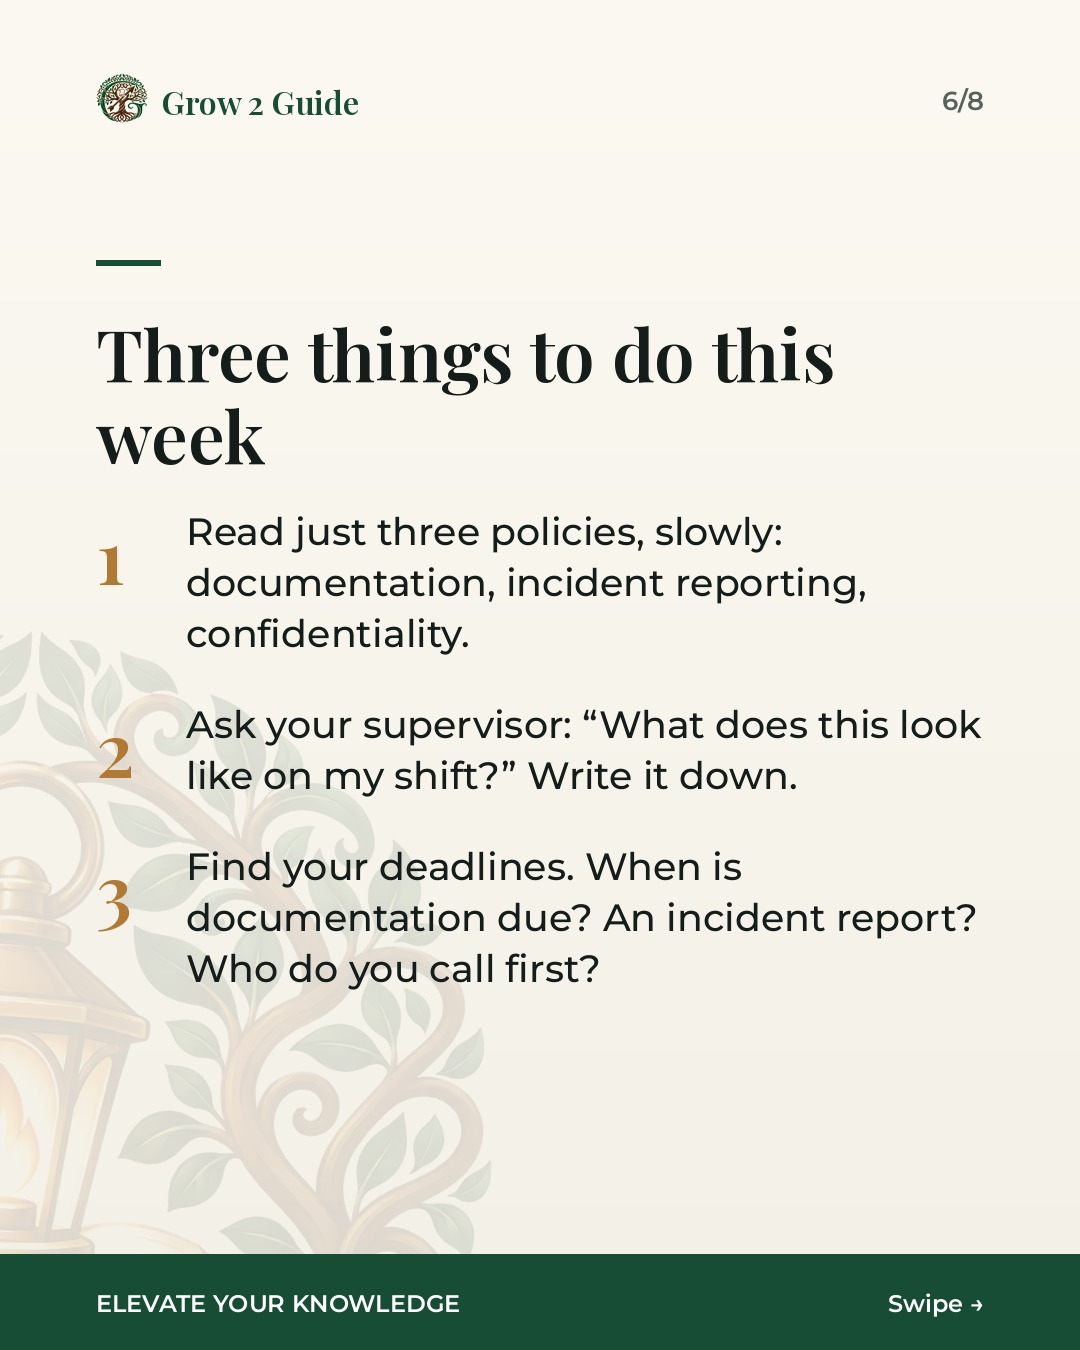 Grow 2 Guide
6/8
Three things to do this
week
1
Read just three policies, slowly:
documentation, incident reporting,
confidentiality.
2
Ask your supervisor: “What does this look
like on my shift?” Write it down.
3
Find your deadlines. When is
documentation due? An incident report?
Who do you call first?
ELEVATE YOUR KNOWLEDGE
Swipe →